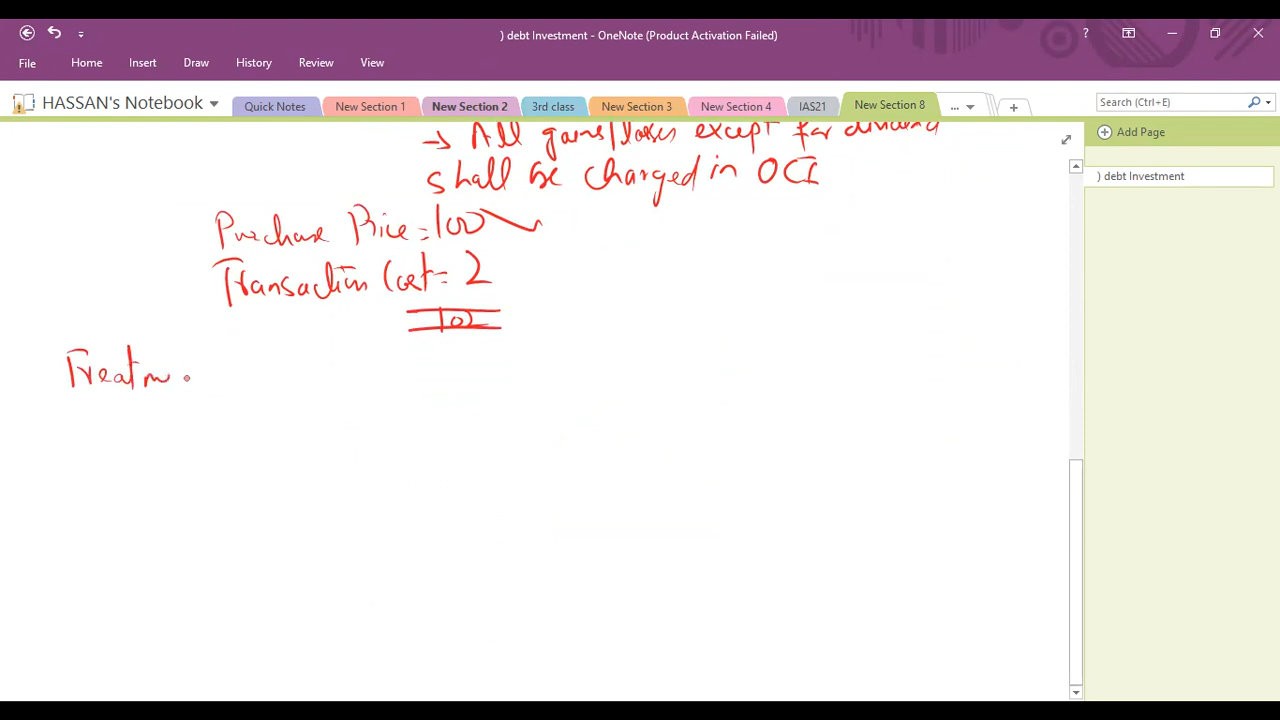 ) debt Investment - OneNote (Product Activation Failed)
?
File Home Insert Draw History Review View
HASSAN's Notebook
Quick Notes New Section 1 New Section 2 3rd class New Section 3 New Section 4 IAS21 New Section 8 ...
Search (Ctrl+E)
Add Page
) debt Investment
→ All gains/losses except for dividend
shall be charged in OCI
Purchase Price = 100
Transaction Cost = 2
102
Treatm